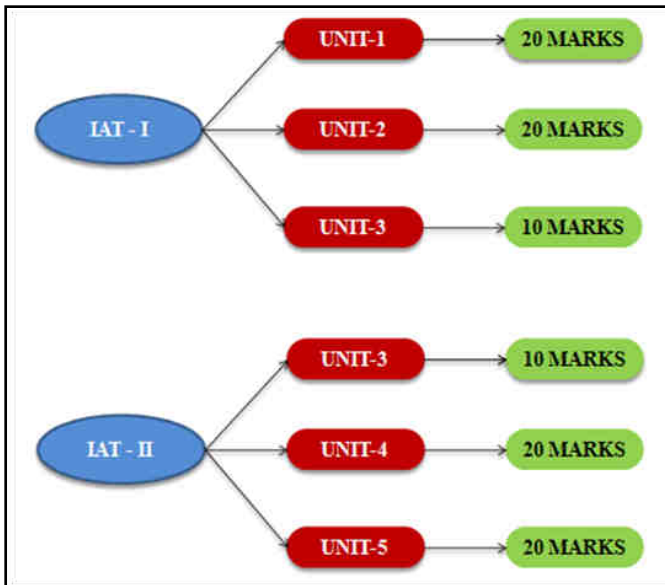 UNIT-1
20 MARKS
IAT - I
UNIT-2
20 MARKS
UNIT-3
10 MARKS
UNIT-3
10 MARKS
IAT - II
UNIT-4
20 MARKS
UNIT-5
20 MARKS